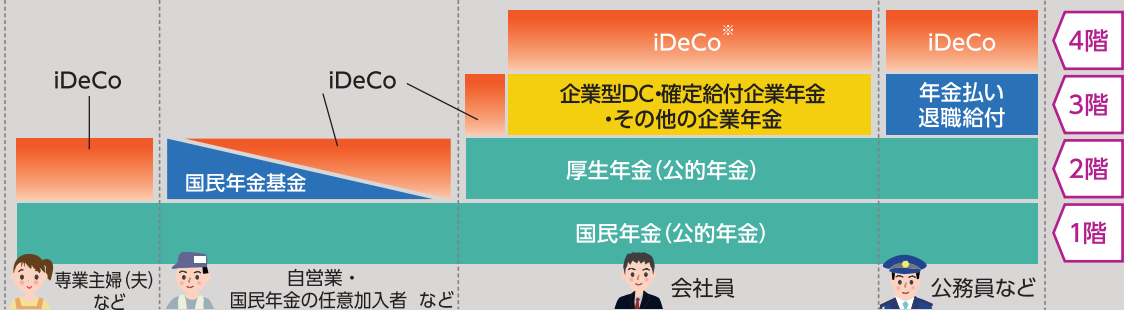 iDeCo※
iDeCo
4階
iDeCo
iDeCo
企業型DC・確定給付企業年金
・その他の企業年金
年金払い
退職給付
3階
国民年金基金
厚生年金（公的年金）
2階
国民年金（公的年金）
1階
専業主婦（夫）
など
自営業・
国民年金の任意加入者 など
会社員
公務員など